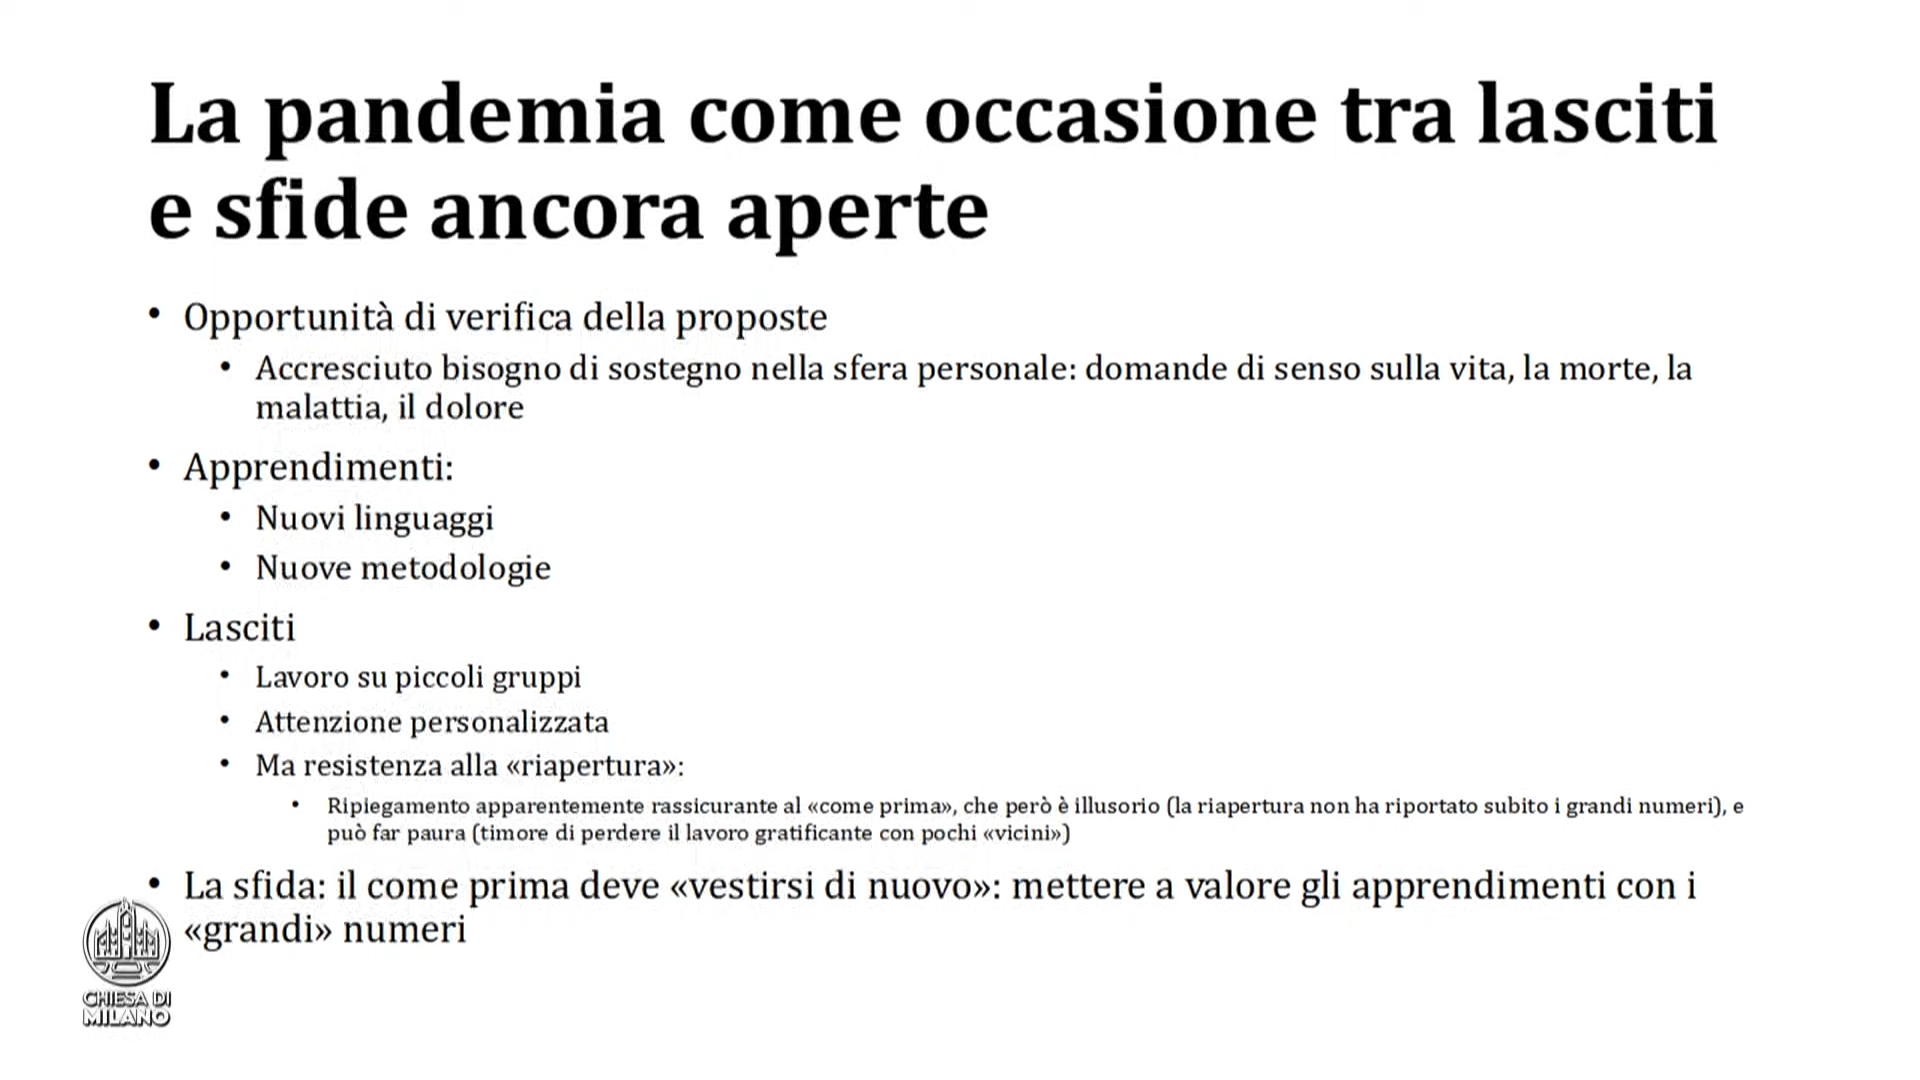 La pandemia come occasione tra lasciti
e sfide ancora aperte
• Opportunità di verifica della proposte
• Accresciuto bisogno di sostegno nella sfera personale: domande di senso sulla vita, la morte, la
malattia, il dolore
• Apprendimenti:
• Nuovi linguaggi
• Nuove metodologie
• Lasciti
• Lavoro su piccoli gruppi
• Attenzione personalizzata
• Ma resistenza alla «riapertura»:
• Ripiegamento apparentemente rassicurante al «come prima», che però è illusorio (la riapertura non ha riportato subito i grandi numeri), e
può far paura (timore di perdere il lavoro gratificante con pochi «vicini»)
• La sfida: il come prima deve «vestirsi di nuovo»: mettere a valore gli apprendimenti con i
«grandi» numeri
CHIESA DI
MILANO